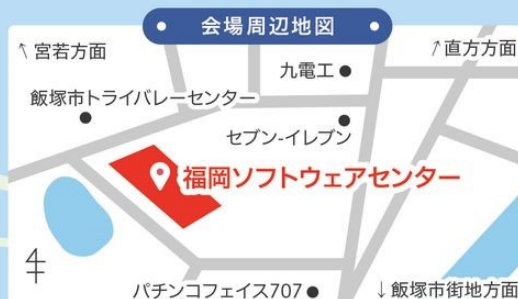 会場周辺地図
↖宮若方面
↗直方方面
九電工
飯塚市トライバレーセンター
セブン-イレブン
福岡ソフトウェアセンター
パチンコフェイス707
↓飯塚市街地方面